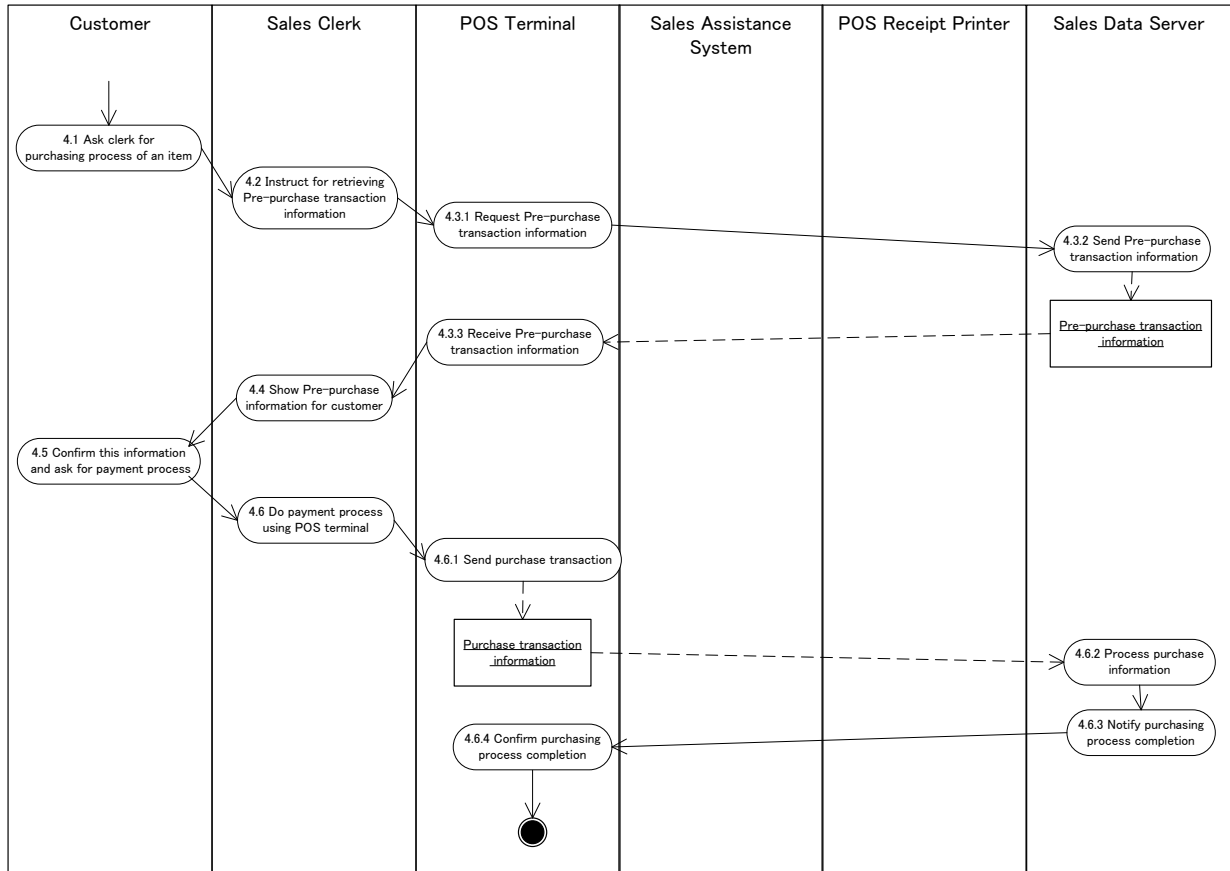 Customer
Sales Clerk
POS Terminal
Sales Assistance
System
POS Receipt Printer
Sales Data Server
4.1 Ask clerk for
purchasing process of an item
4.2 Instruct for retrieving
Pre-purchase transaction
information
4.3.1 Request Pre-purchase
transaction information
4.3.2 Send Pre-purchase
transaction information
Pre-purchase transaction
information
4.3.3 Receive Pre-purchase
transaction information
4.4 Show Pre-purchase
information for customer
4.5 Confirm this information
and ask for payment process
4.6 Do payment process
using POS terminal
4.6.1 Send purchase transaction
Purchase transaction
information
4.6.2 Process purchase
information
4.6.3 Notify purchasing
process completion
4.6.4 Confirm purchasing
process completion